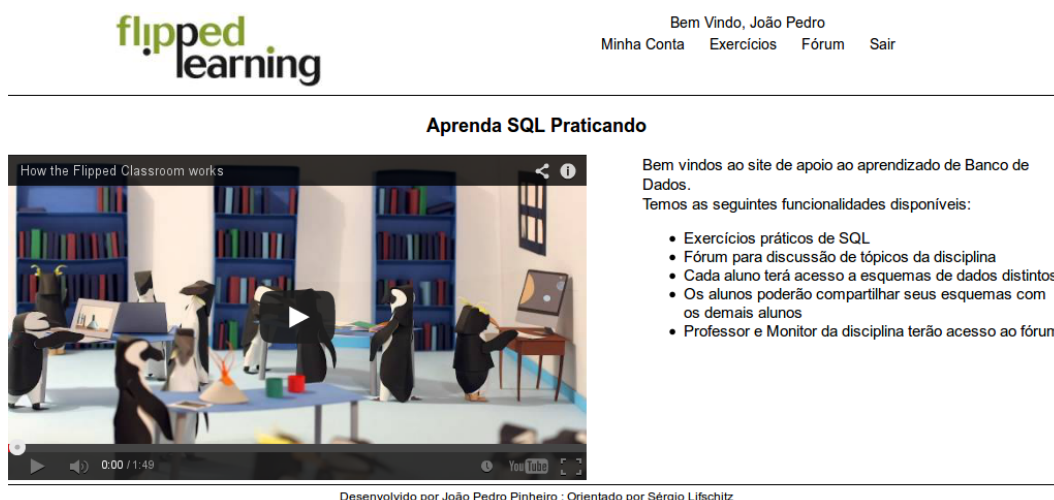 flipped
learning
Bem Vindo, João Pedro
Minha Conta Exercícios Fórum Sair
Aprenda SQL Praticando
How the Flipped Classroom works
0:00 / 1:49
YouTube
Bem vindos ao site de apoio ao aprendizado de Banco de
Dados.
Temos as seguintes funcionalidades disponíveis:
• Exercícios práticos de SQL
• Fórum para discussão de tópicos da disciplina
• Cada aluno terá acesso a esquemas de dados distintos
• Os alunos poderão compartilhar seus esquemas com
os demais alunos
• Professor e Monitor da disciplina terão acesso ao fórum
Desenvolvido por João Pedro Pinheiro : Orientado por Sérgio Lifschitz